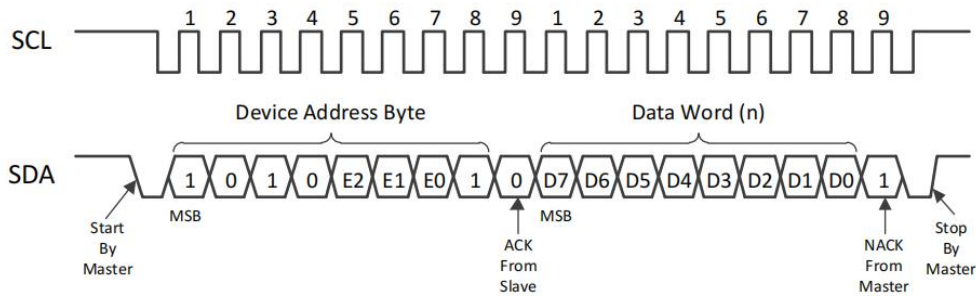 1 2 3 4 5 6 7 8 9 1 2 3 4 5 6 7 8 9
SCL
Device Address Byte
Data Word (n)
SDA
1 0 1 0 E2 E1 E0 1 0 D7 D6 D5 D4 D3 D2 D1 D0 1
MSB
MSB
Start
By
Master
ACK
From
Slave
NACK
From
Master
Stop
By
Master